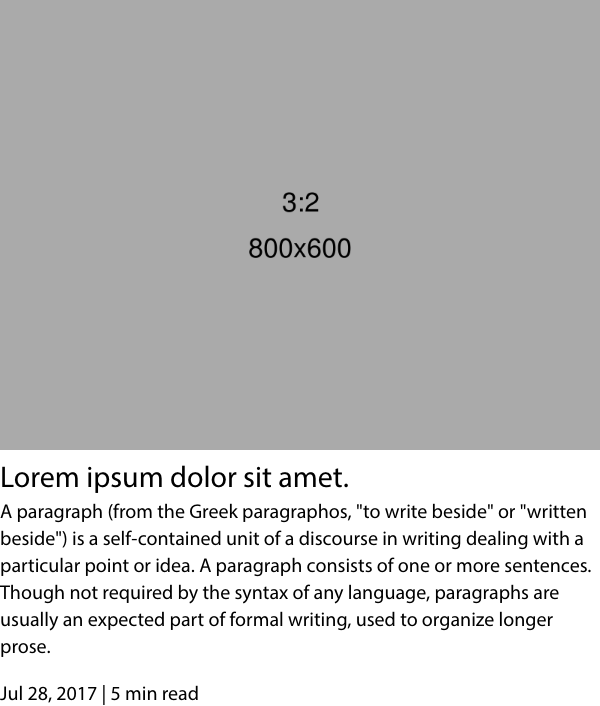 3:2
800x600
Lorem ipsum dolor sit amet.
A paragraph (from the Greek paragraphos, "to write beside" or "written
beside") is a self-contained unit of a discourse in writing dealing with a
particular point or idea. A paragraph consists of one or more sentences.
Though not required by the syntax of any language, paragraphs are
usually an expected part of formal writing, used to organize longer
prose.
Jul 28, 2017 | 5 min read